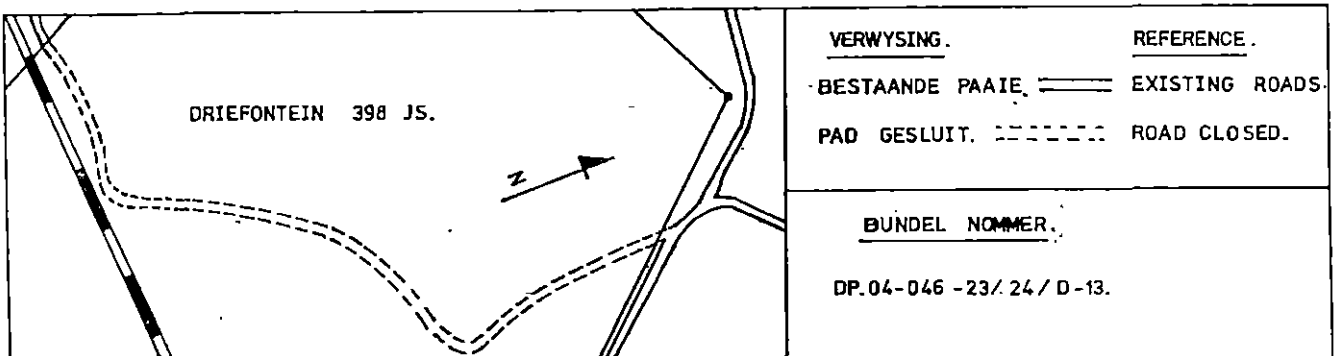 DRIEFONTEIN 398 JS.
N
VERWYSING. REFERENCE.
BESTAANDE PAAIE. EXISTING ROADS.
PAD GESLUIT. ROAD CLOSED.
BUNDEL NOMMER.
DP.04-046-23/24/D-13.